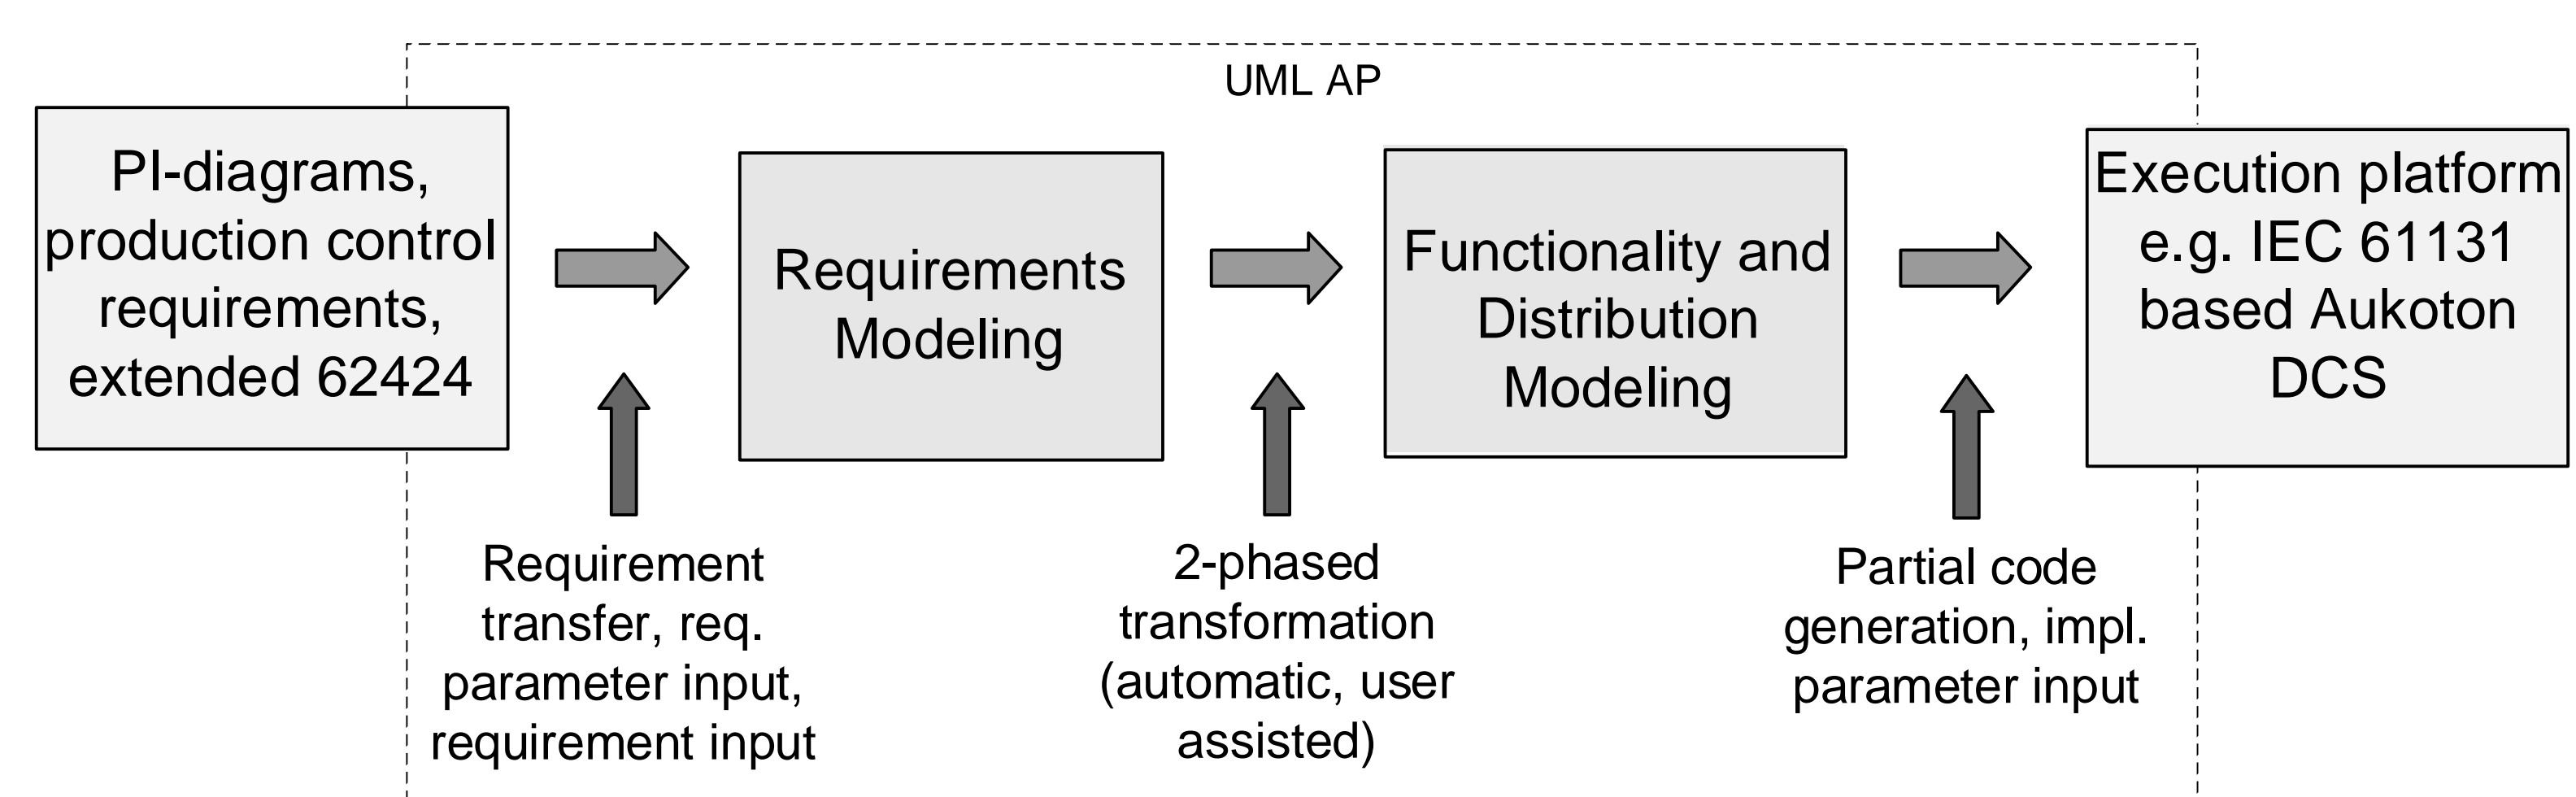 UML AP
PI-diagrams,
production control
requirements,
extended 62424
Requirements
Modeling
Functionality and
Distribution
Modeling
Execution platform
e.g. IEC 61131
based Aukoton
DCS
Requirement
transfer, req.
parameter input,
requirement input
2-phased
transformation
(automatic, user
assisted)
Partial code
generation, impl.
parameter input